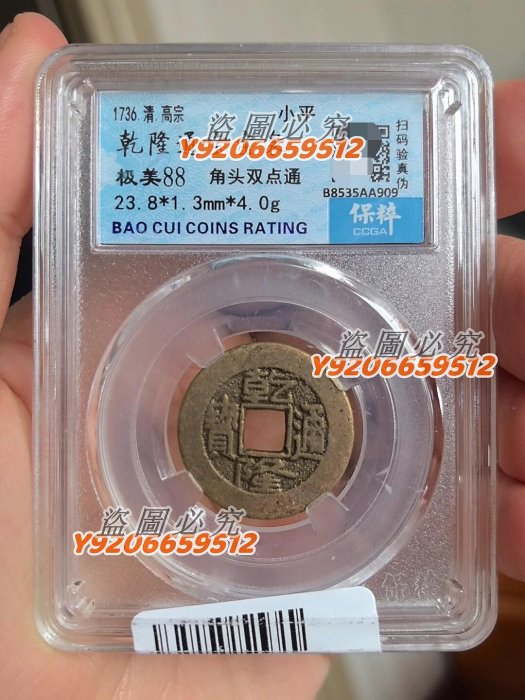 1736.清.高宗 小平
乾隆通
极美88 角头双点通
23.8*1.3mm*4.0g
BAO CUI COINS RATING
扫码验真伪
B8535AA909
保粹
CCGA
盗圖必究
Y9206659512
盗圖必究
Y9206659512
乾
寶 通
隆
盗圖必究
Y9206659512